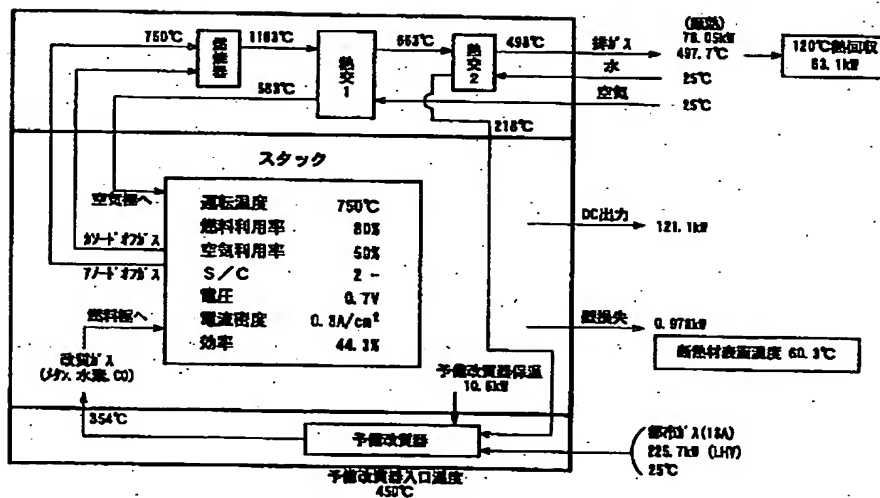 750℃
燃焼器
1163℃
熱交1
663℃
熱交2
493℃
排ガス
(顕熱)
78.05kW
497.7℃
120℃熱回収
63.1kW
水
25℃
空気
25℃
583℃
218℃
スタック
空気極へ
カソードオフガス
アノードオフガス
燃料極へ
運転温度 750℃
燃料利用率 80%
空気利用率 50%
S/C 2 -
電圧 0.7V
電流密度 0.3A/cm²
効率 44.3%
DC出力
121.1kW
0.978kW
断熱材表面温度 60.3℃
改質ガス
(メタン、水素、CO)
354℃
予備改質器保温
10.6kW
予備改質器
都市ガス(13A)
225.7kW (LHV)
25℃
予備改質器入口温度
450℃